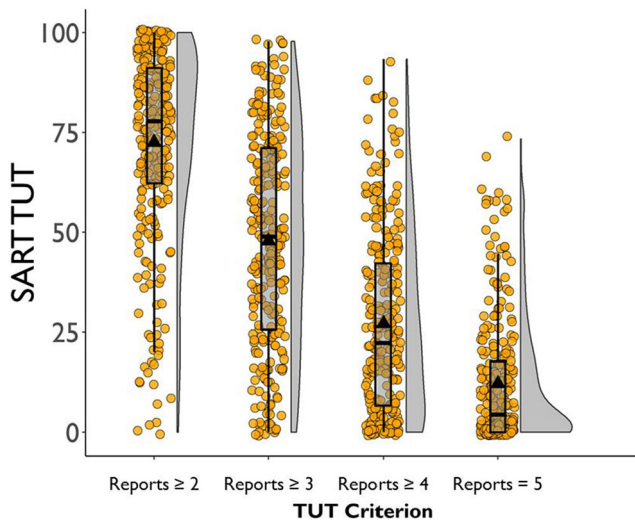 100
75
50
25
0
SART TUT
Reports ≥ 2 Reports ≥ 3 Reports ≥ 4 Reports = 5
TUT Criterion